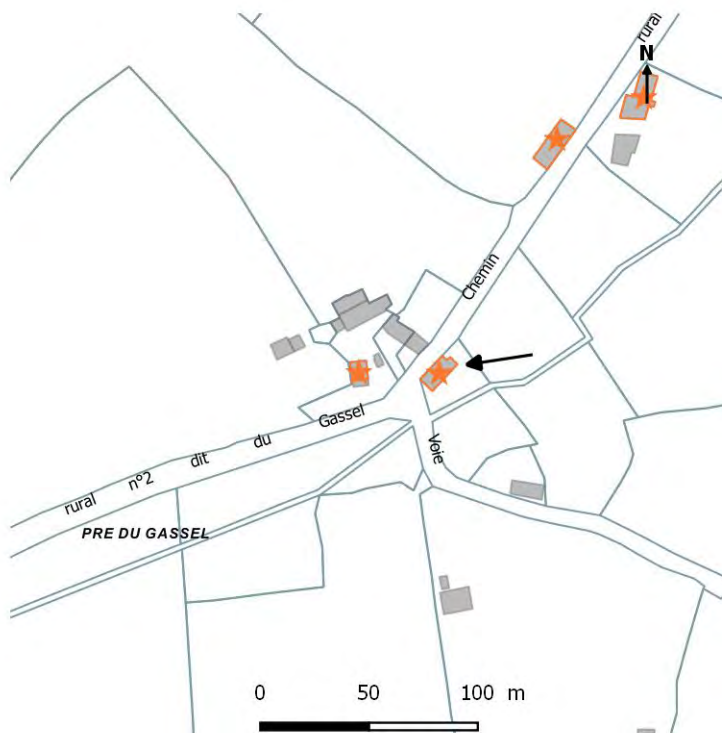 rural
N
Chemin
rural n°2 dit du Gassel
Voie
PRE DU GASSEL
0 50 100 m